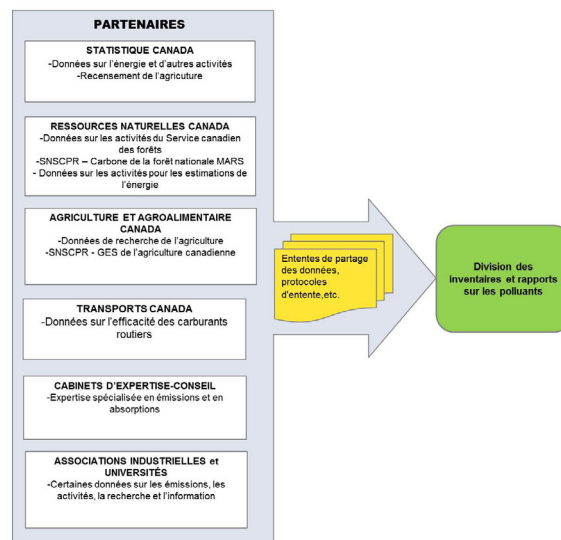 PARTENAIRES
STATISTIQUE CANADA
-Données sur l'énergie et d'autres activités
-Recensement de l'agricuture
RESSOURCES NATURELLES CANADA
-Données sur les activités du Service canadien
des forêts
-SNSCPR – Carbone de la forêt nationale MARS
- Données sur les activités pour les estimations de
l'énergie
AGRICULTURE ET AGROALIMENTAIRE
CANADA
-Données de recherche de l'agriculture
-SNSCPR - GES de l'agriculture canadienne
TRANSPORTS CANADA
-Données sur l'efficacité des carburants
routiers
CABINETS D'EXPERTISE-CONSEIL
-Expertise spécialisée en émissions et en
absorptions
ASSOCIATIONS INDUSTRIELLES et
UNIVERSITÉS
-Certaines données sur les émissions, les
activités, la recherche et l'information
Ententes de partage
des données,
protocoles
d'entente,etc.
Division des
inventaires et rapports
sur les polluants